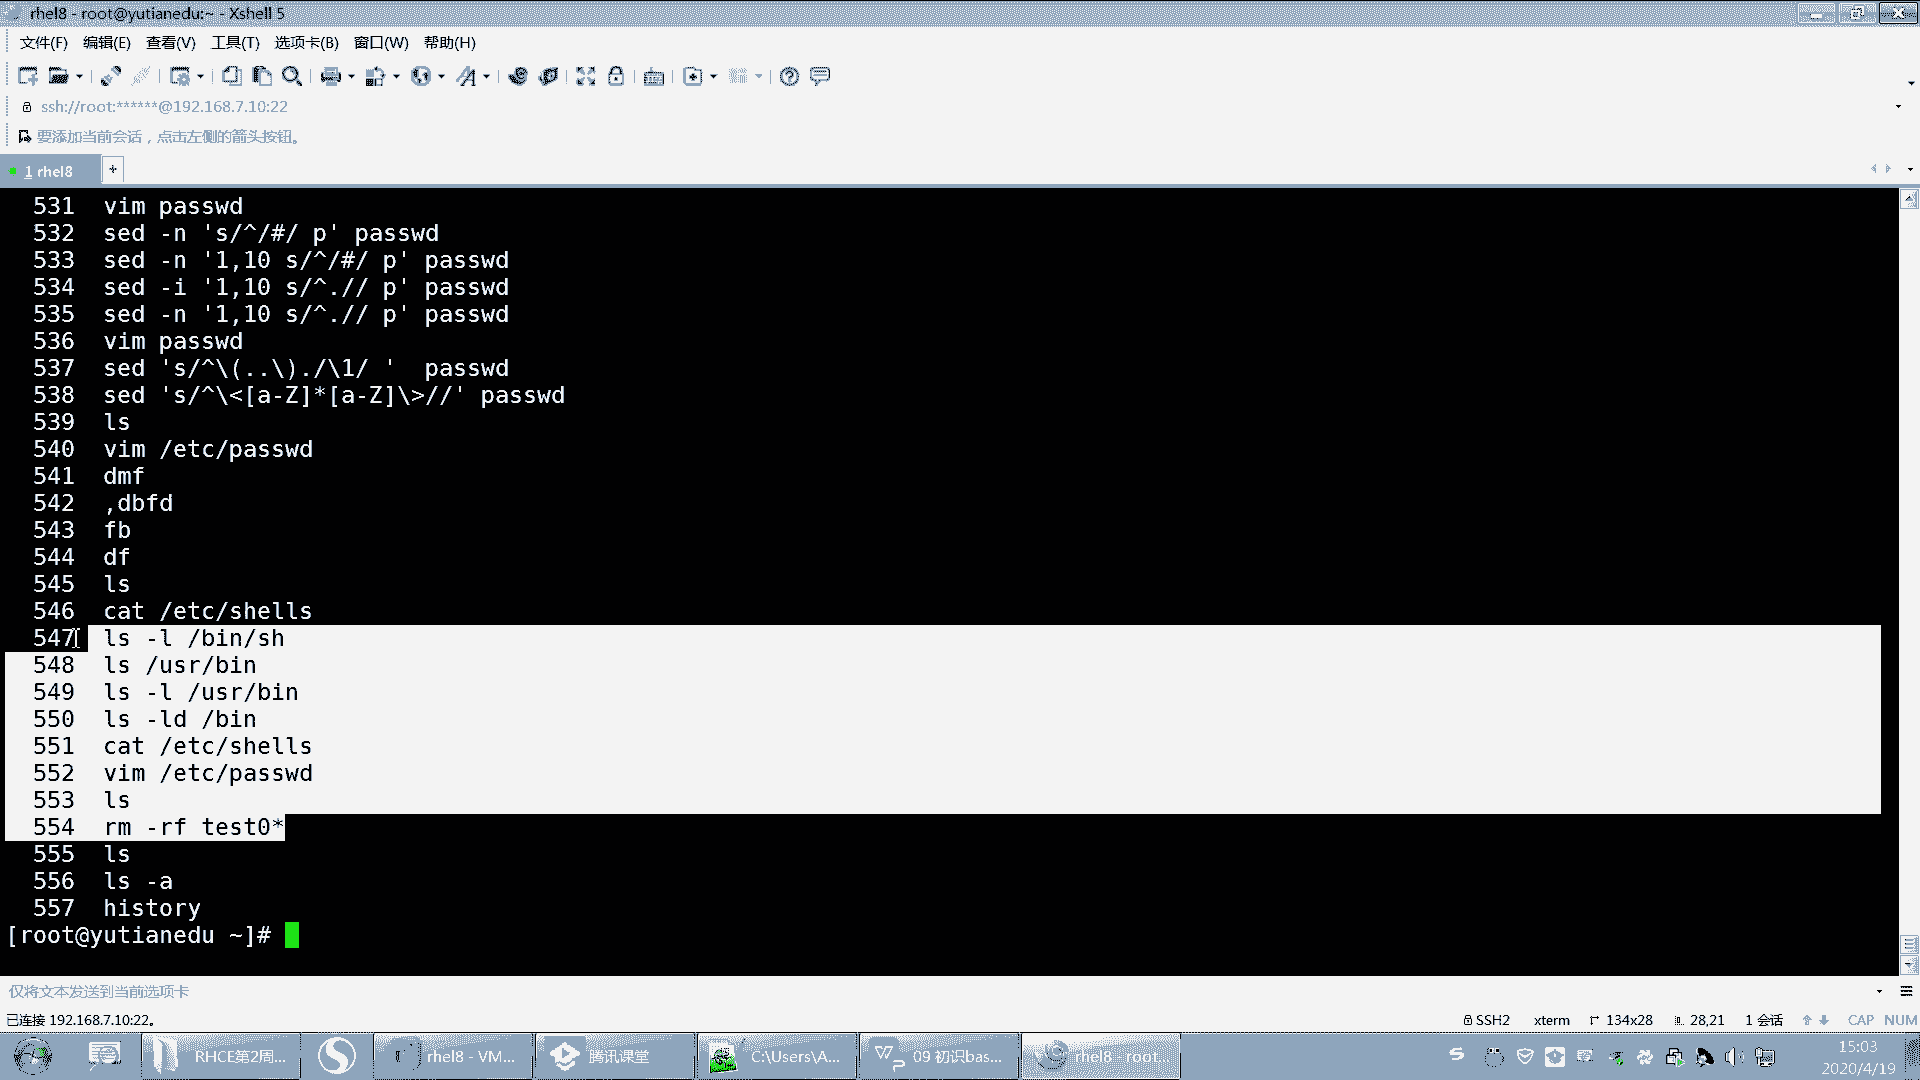 rhel8 - root@yutianedu:~ - Xshell 5
文件(F) 编辑(E) 查看(V) 工具(T) 选项卡(B) 窗口(W) 帮助(H)
ssh://root:******@192.168.7.10:22
要添加当前会话，点击左侧的箭头按钮。
1 rhel8 +
531 vim passwd
532 sed -n 's/^/#/ p' passwd
533 sed -n '1,10 s/^/#/ p' passwd
534 sed -i '1,10 s/^.// p' passwd
535 sed -n '1,10 s/^.// p' passwd
536 vim passwd
537 sed 's/^\(..\)./\1/ '  passwd
538 sed 's/^\<[a-Z]*[a-Z]\>//' passwd
539 ls
540 vim /etc/passwd
541 dmf
542 ,dbfd
543 fb
544 df
545 ls
546 cat /etc/shells
547 ls -l /bin/sh
548 ls /usr/bin
549 ls -l /usr/bin
550 ls -ld /bin
551 cat /etc/shells
552 vim /etc/passwd
553 ls
554 rm -rf test0*
555 ls
556 ls -a
557 history
[root@yutianedu ~]#
仅将文本发送到当前选项卡
已连接 192.168.7.10:22。 SSH2 xterm 134x28 28,21 1 会话 CAP NUM
RHCE第2周... rhel8 - VM... 腾讯课堂 C:\Users\A... 09 初识bas... rhel8 - root... 15:03
2020/4/19